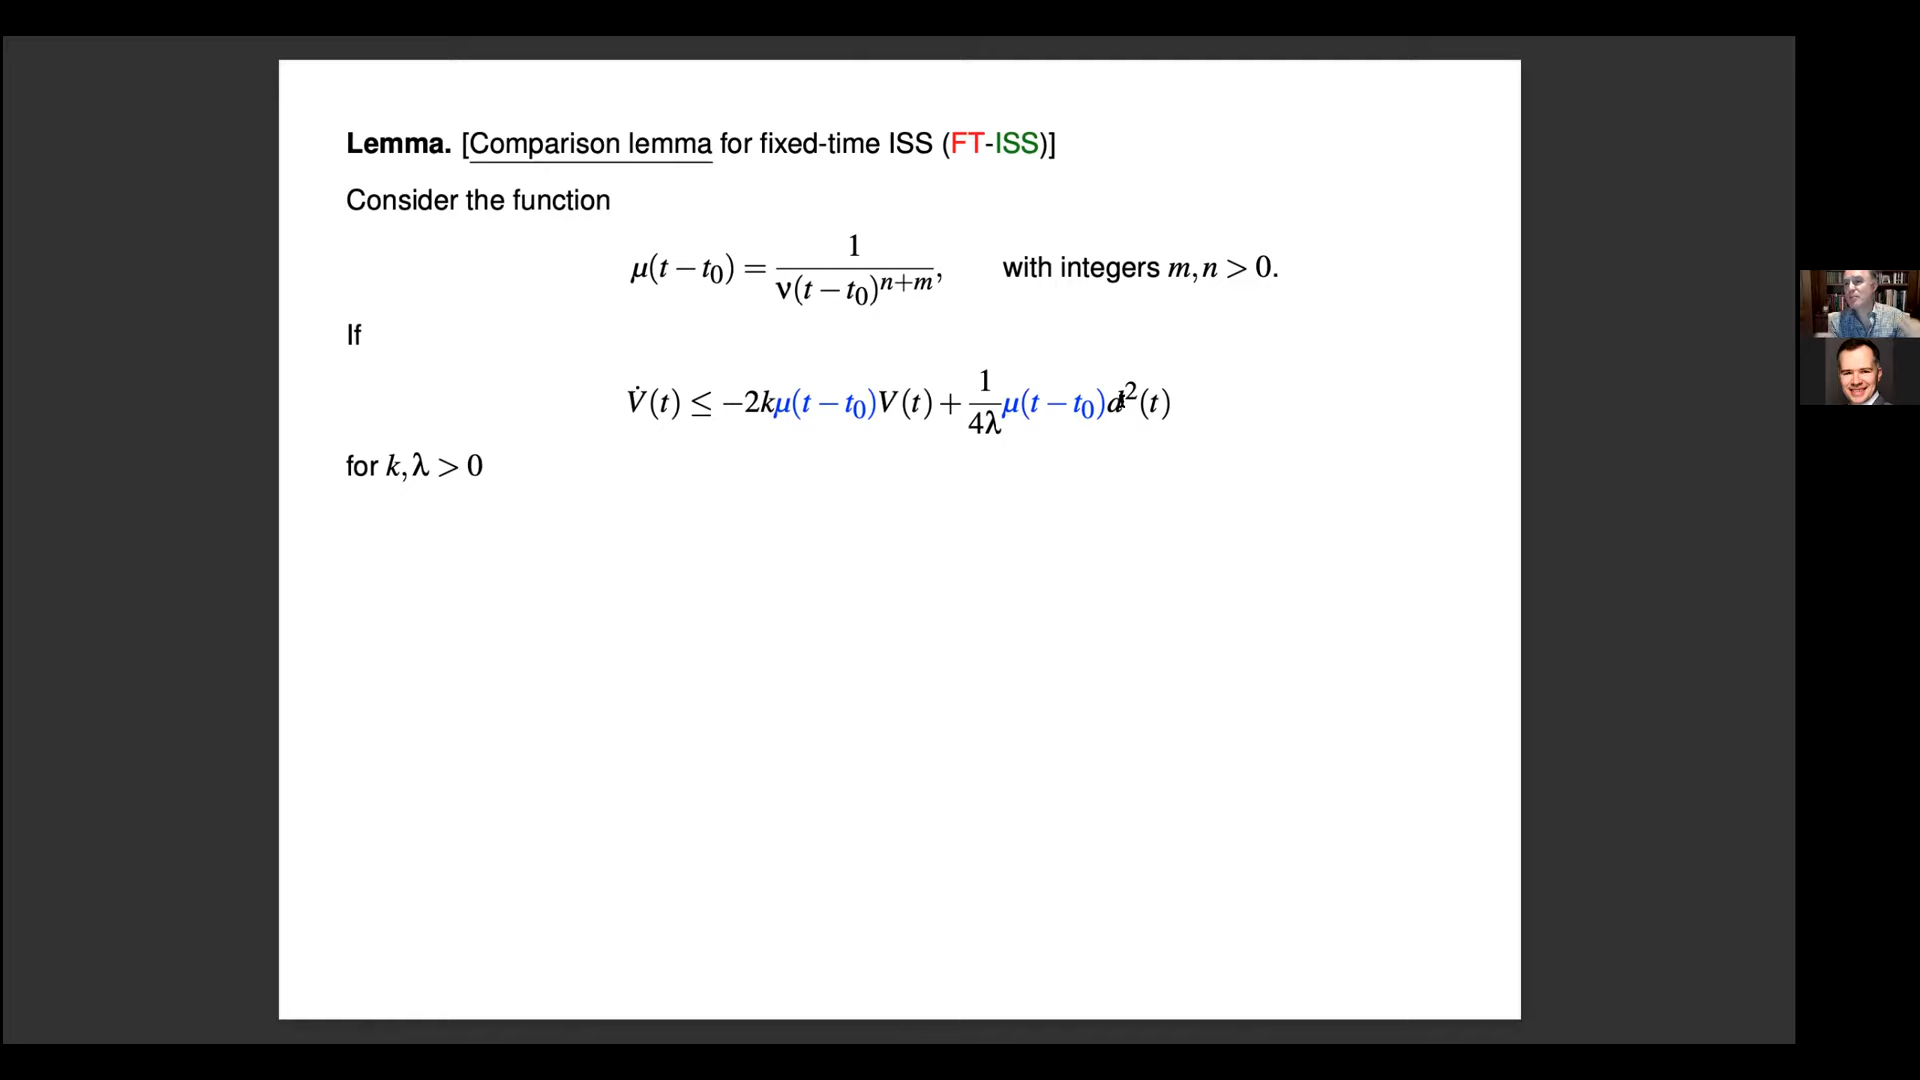 Lemma. [Comparison lemma for fixed-time ISS (FT-ISS)]
Consider the function
μ(t − t₀) = 1 / ν(t − t₀)ⁿ⁺ᵐ, with integers m, n > 0.
If
V̇(t) ≤ −2kμ(t − t₀)V(t) + 1/4λ μ(t − t₀)d²(t)
for k, λ > 0